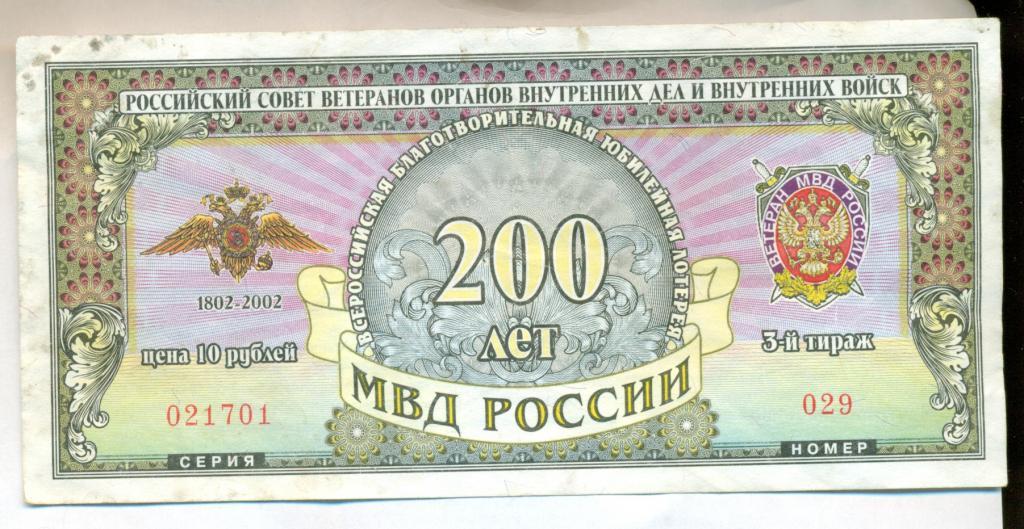 РОССИЙСКИЙ СОВЕТ ВЕТЕРАНОВ ОРГАНОВ ВНУТРЕННИХ ДЕЛ И ВНУТРЕННИХ ВОЙСК
ВСЕРОССИЙСКАЯ БЛАГОТВОРИТЕЛЬНАЯ ЮБИЛЕЙНАЯ ЛОТЕРЕЯ
ВЕТЕРАН МВД РОССИИ
200
лет
1802-2002
цена 10 рублей
3-й тираж
МВД РОССИИ
021701
029
СЕРИЯ
НОМЕР